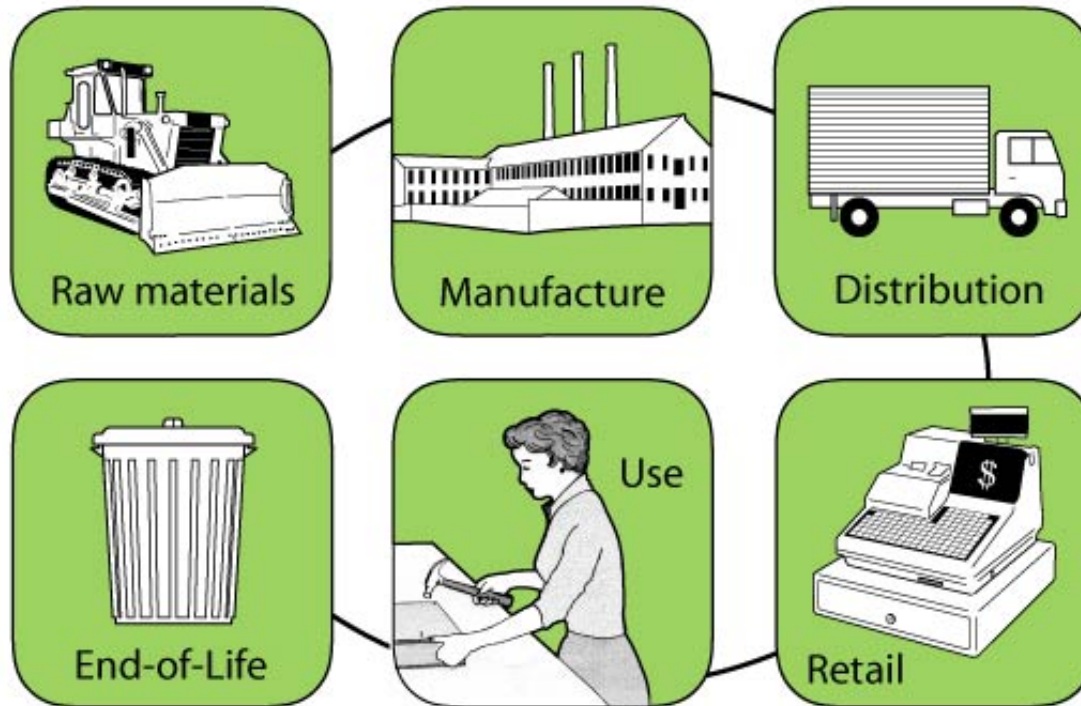 Raw materials
Manufacture
Distribution
End-of-Life
Use
$
Retail